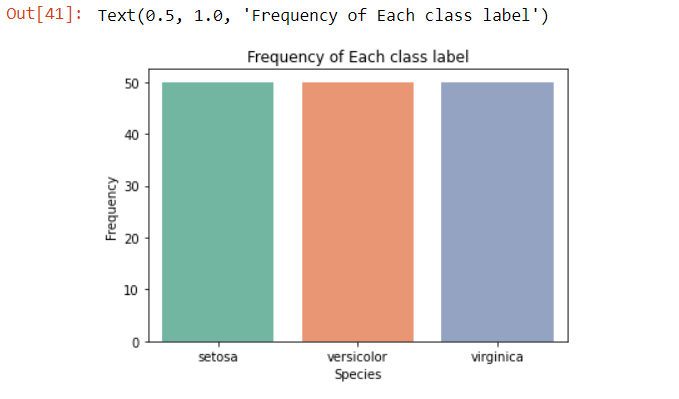 Out[41]: Text(0.5, 1.0, 'Frequency of Each class label')
Frequency of Each class label
50
40
30
20
10
0
Frequency
setosa versicolor virginica
Species